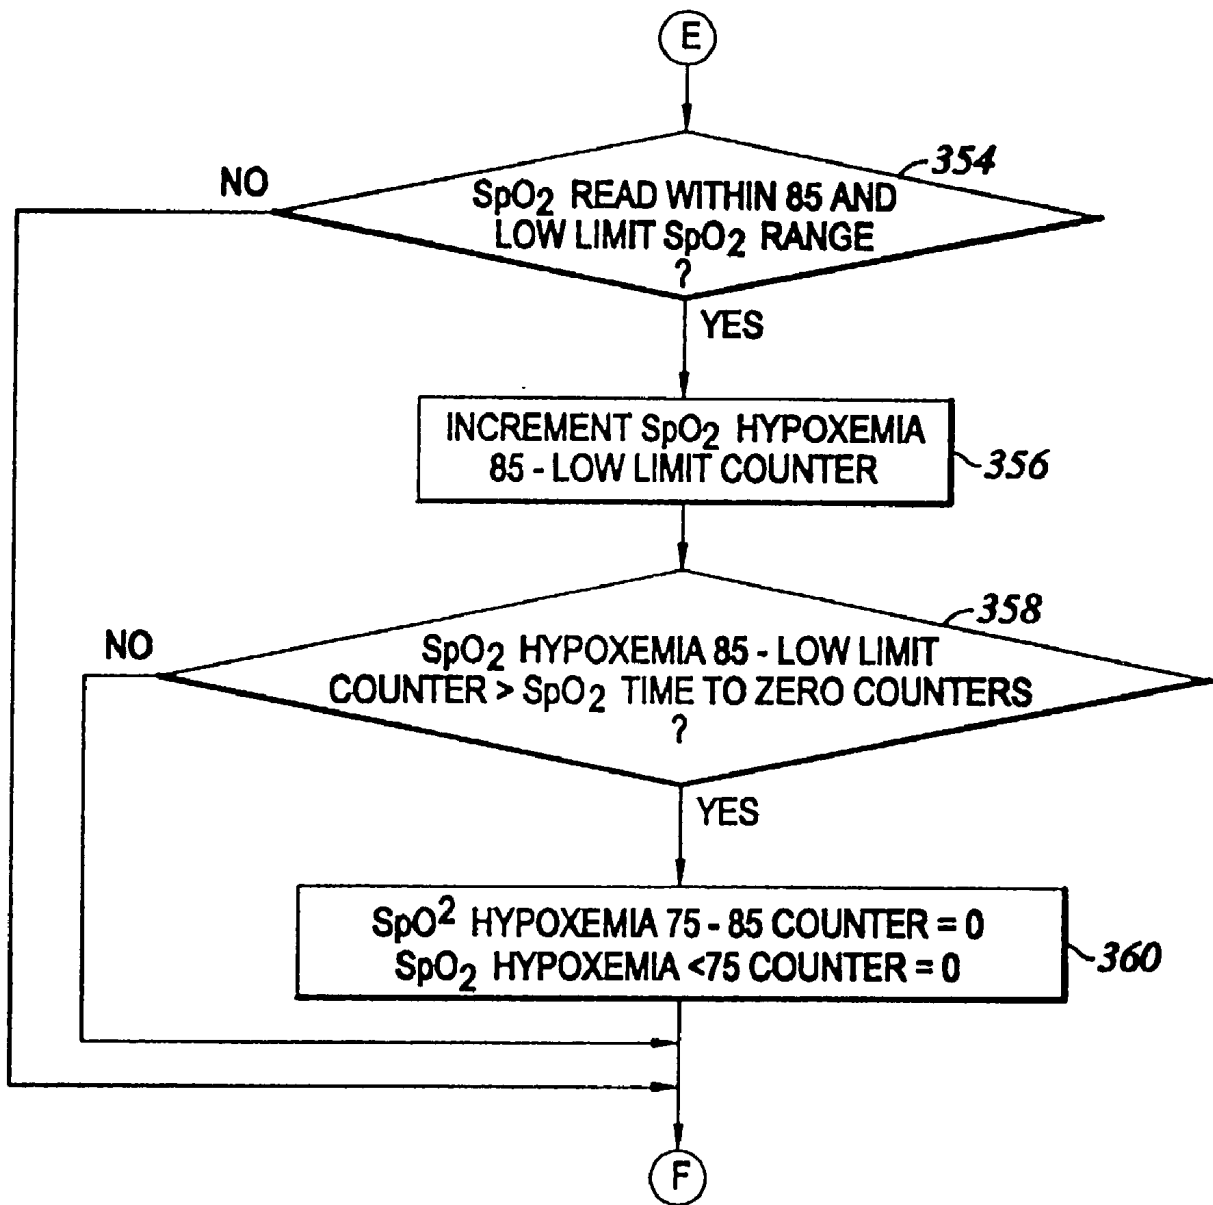 E
354
NO
SpO2 READ WITHIN 85 AND
LOW LIMIT SpO2 RANGE
?
YES
INCREMENT SpO2 HYPOXEMIA
85 - LOW LIMIT COUNTER
356
358
NO
SpO2 HYPOXEMIA 85 - LOW LIMIT
COUNTER > SpO2 TIME TO ZERO COUNTERS
?
YES
SpO² HYPOXEMIA 75 - 85 COUNTER = 0
SpO2 HYPOXEMIA <75 COUNTER = 0
360
F